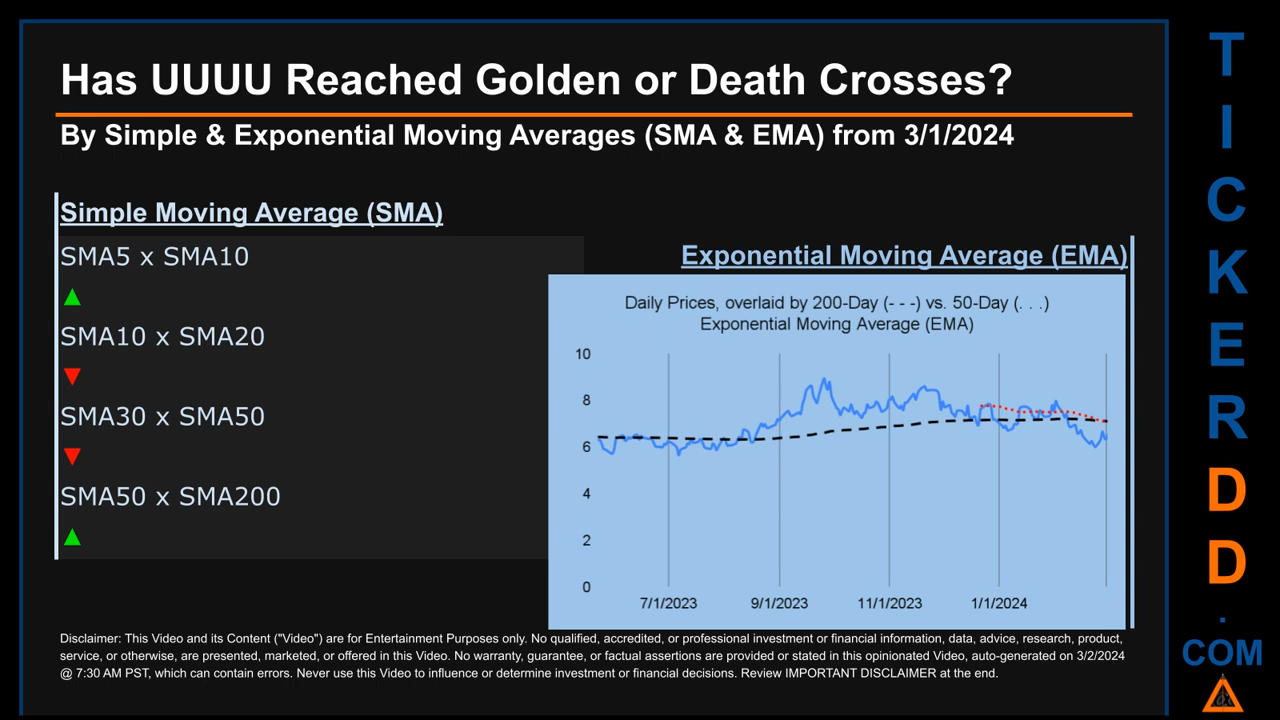 Has UUUU Reached Golden or Death Crosses?
By Simple & Exponential Moving Averages (SMA & EMA) from 3/1/2024
Simple Moving Average (SMA)
SMA5 x SMA10
▲
SMA10 x SMA20
▼
SMA30 x SMA50
▼
SMA50 x SMA200
▲
Exponential Moving Average (EMA)
Daily Prices, overlaid by 200-Day (- - -) vs. 50-Day (. . .)
Exponential Moving Average (EMA)
10
8
6
4
2
0
7/1/2023 9/1/2023 11/1/2023 1/1/2024
Disclaimer: This Video and its Content ("Video") are for Entertainment Purposes only. No qualified, accredited, or professional investment or financial information, data, advice, research, product,
service, or otherwise, are presented, marketed, or offered in this Video. No warranty, guarantee, or factual assertions are provided or stated in this opinionated Video, auto-generated on 3/2/2024
@ 7:30 AM PST, which can contain errors. Never use this Video to influence or determine investment or financial decisions. Review IMPORTANT DISCLAIMER at the end.
T
I
C
K
E
R
D
D
.
COM